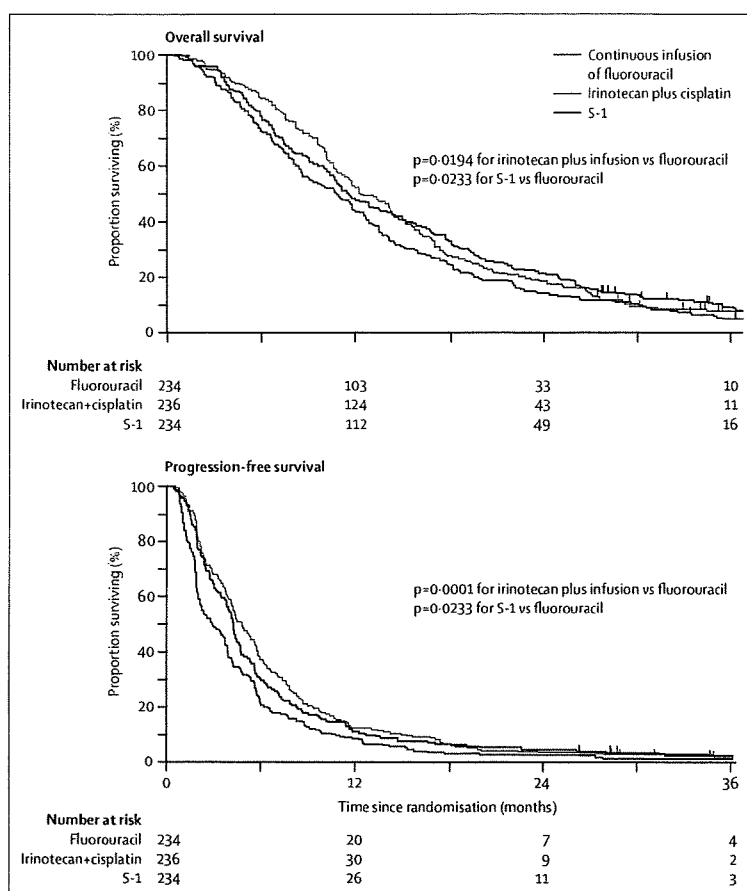 Overall survival
100
80
60
40
20
0
Proportion surviving (%)
Continuous infusion
of fluorouracil
Irinotecan plus cisplatin
S-1
p=0·0194 for irinotecan plus infusion vs fluorouracil
p=0·0233 for S-1 vs fluorouracil
Number at risk
Fluorouracil 234 103 33 10
Irinotecan+cisplatin 236 124 43 11
S-1 234 112 49 16
Progression-free survival
100
80
60
40
20
0
Proportion surviving (%)
p=0·0001 for irinotecan plus infusion vs fluorouracil
p=0·0233 for S-1 vs fluorouracil
0 12 24 36
Time since randomisation (months)
Number at risk
Fluorouracil 234 20 7 4
Irinotecan+cisplatin 236 30 9 2
S-1 234 26 11 3